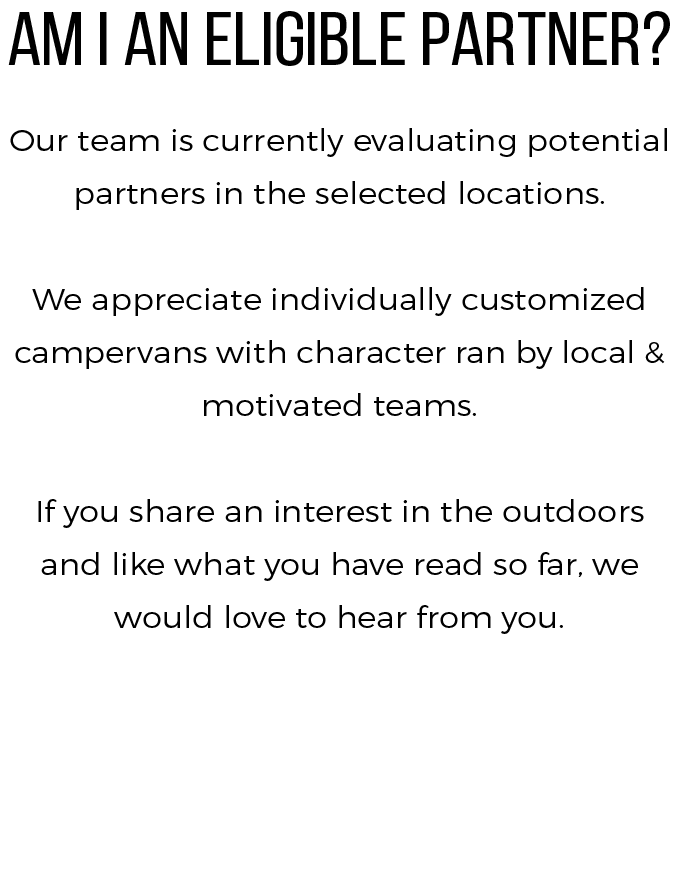 AM I AN ELIGIBLE PARTNER?
Our team is currently evaluating potential
partners in the selected locations.
We appreciate individually customized
campervans with character ran by local &
motivated teams.
If you share an interest in the outdoors
and like what you have read so far, we
would love to hear from you.